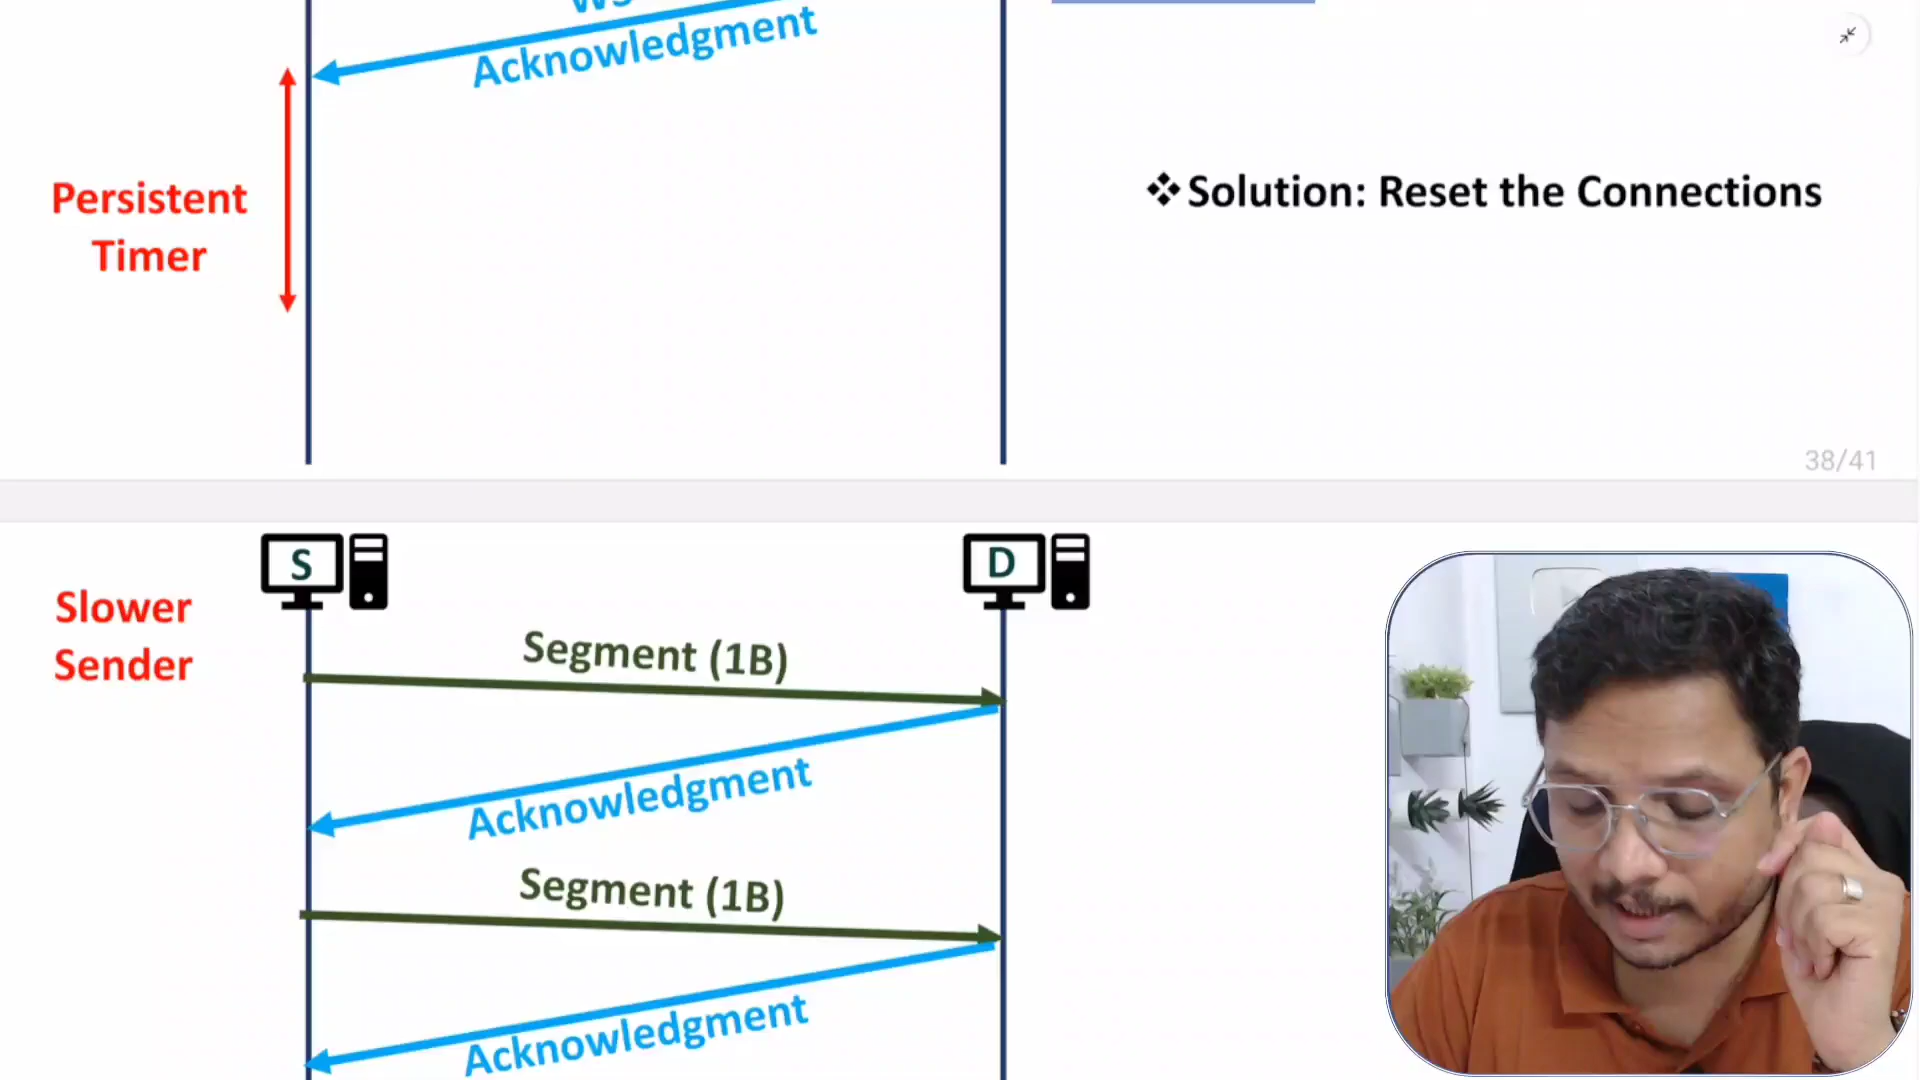 Acknowledgment
Persistent
Timer
❖Solution: Reset the Connections
38/41
S
D
Slower
Sender
Segment (1B)
Acknowledgment
Segment (1B)
Acknowledgment